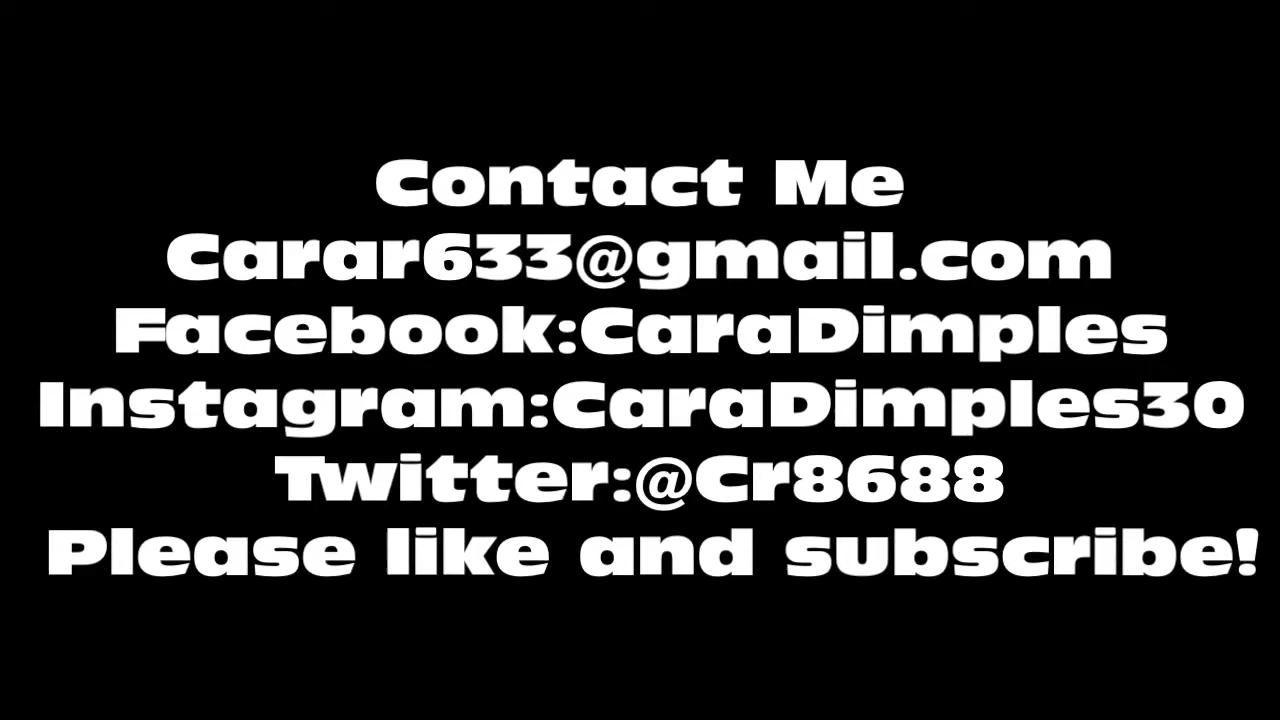 Contact Me
Carar633@gmail.com
Facebook:CaraDimples
Instagram:CaraDimples30
Twitter:@Cr8688
Please like and subscribe!